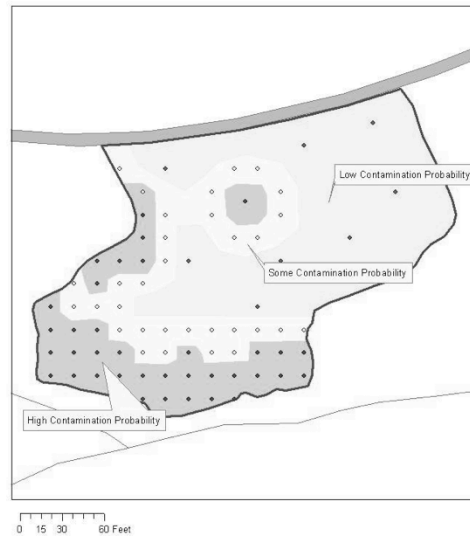 Low Contamination Probability
Some Contamination Probability
High Contamination Probability
0 15 30 60 Feet